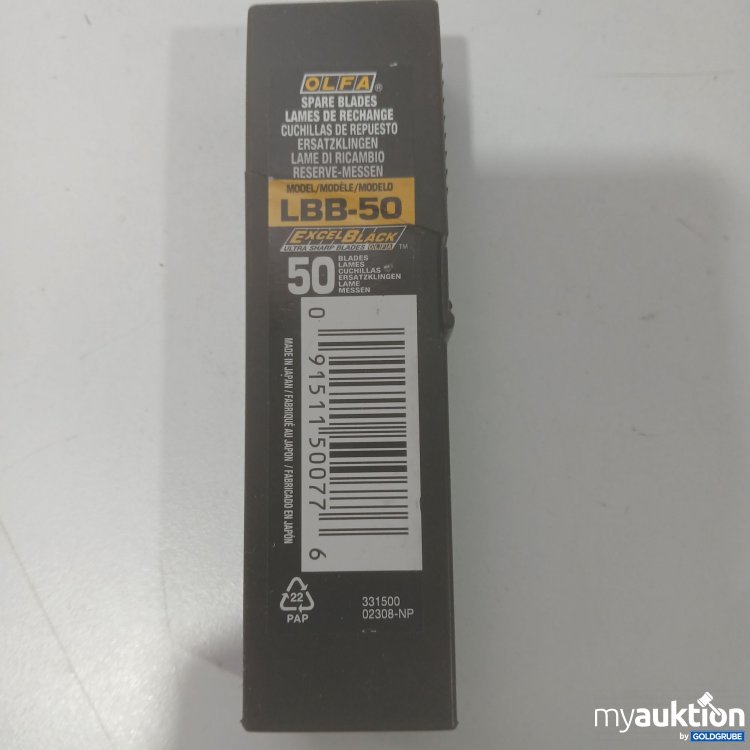 OLFA®
SPARE BLADES
LAMES DE RECHANGE
CUCHILLAS DE REPUESTO
ERSATZKLINGEN
LAME DI RICAMBIO
RESERVE-MESSEN
MODEL/MODÈLE/MODELO
LBB-50
EXCELBLACK™
ULTRA SHARP BLADES
50
BLADES
LAMES
CUCHILLAS
ERSATZKLINGEN
LAME
MESSEN
0 91511 50077 6
MADE IN JAPAN / FABRIQUÉ AU JAPON / FABRICADO EN JAPÓN
22
PAP
331500
02308-NP
myauktion
by GOLDGRUBE